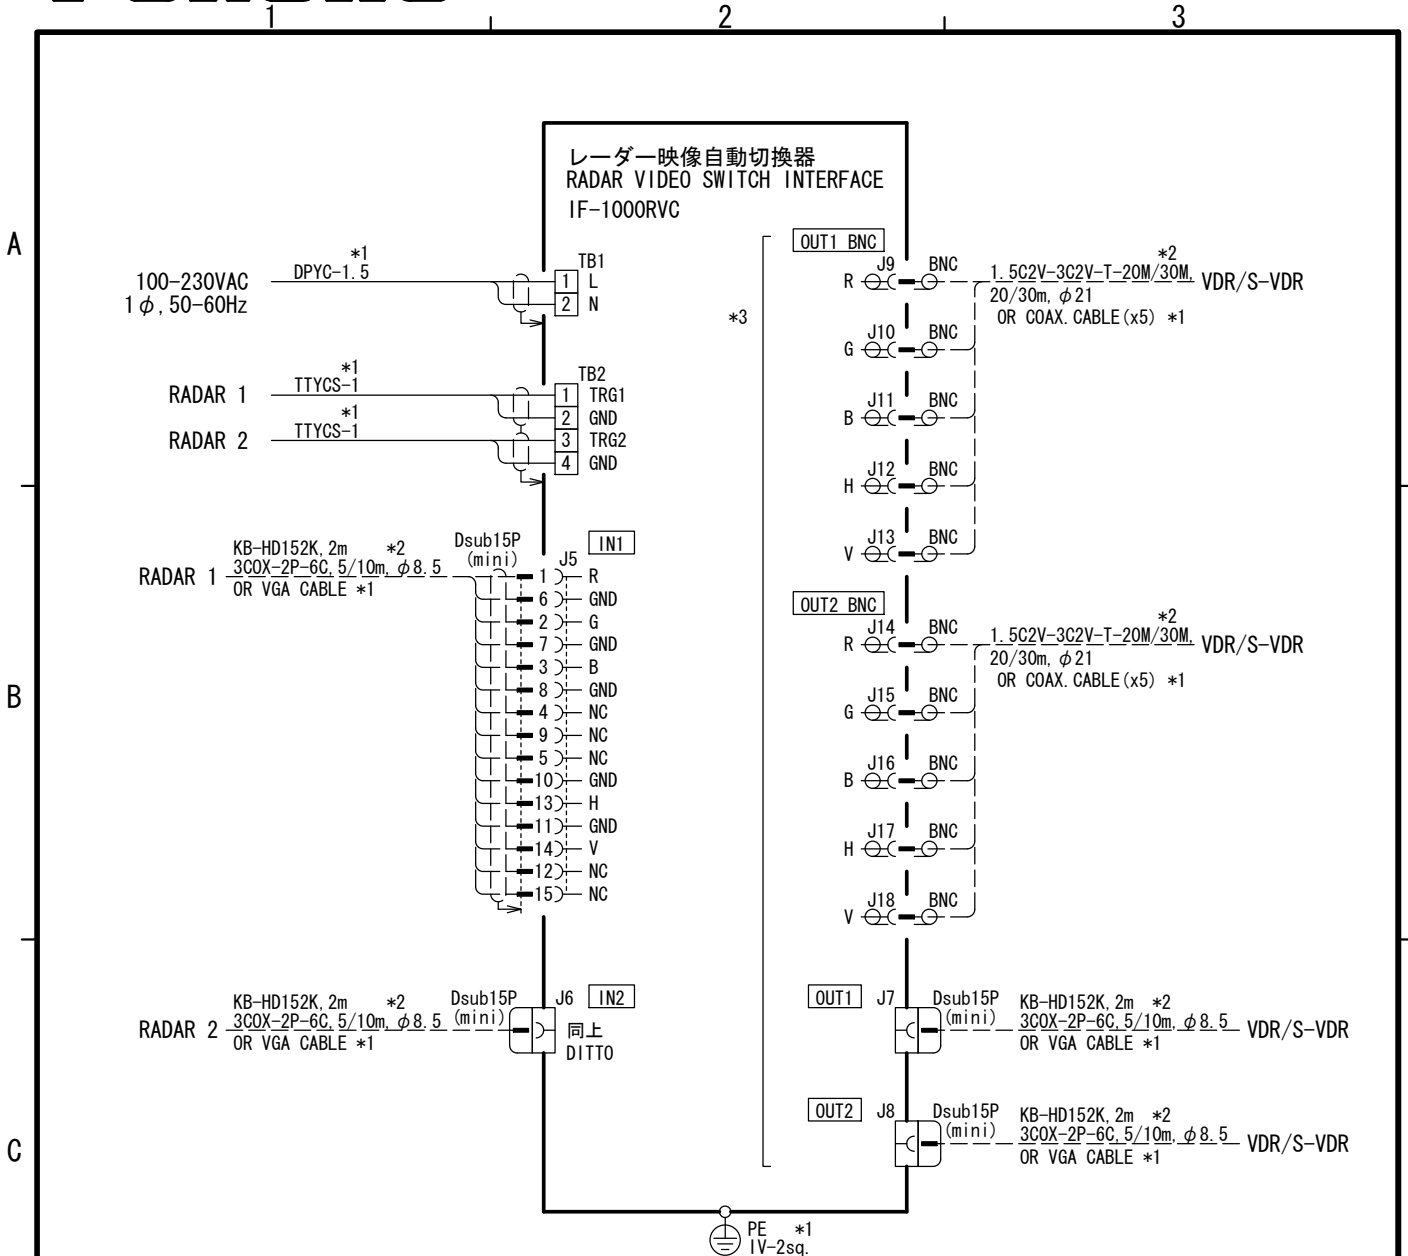 1
2
3
A
B
C
レーダー映像自動切換器
RADAR VIDEO SWITCH INTERFACE
IF-1000RVC
100-230VAC
1φ, 50-60Hz
*1
DPYC-1.5
TB1
1 L
2 N
RADAR 1
*1
TTYCS-1
RADAR 2
*1
TTYCS-1
TB2
1 TRG1
2 GND
3 TRG2
4 GND
RADAR 1
KB-HD152K, 2m *2
3COX-2P-6C, 5/10m, φ8.5
OR VGA CABLE *1
Dsub15P
(mini)
J5
IN1
1 R
6 GND
2 G
7 GND
3 B
8 GND
4 NC
9 NC
5 NC
10 GND
13 H
11 GND
14 V
12 NC
15 NC
RADAR 2
KB-HD152K, 2m *2
3COX-2P-6C, 5/10m, φ8.5
OR VGA CABLE *1
Dsub15P
(mini)
J6
IN2
同上
DITTO
*3
OUT1 BNC
R J9 BNC
G J10 BNC
B J11 BNC
H J12 BNC
V J13 BNC
*2
1.5C2V-3C2V-T-20M/30M, VDR/S-VDR
20/30m, φ21
OR COAX. CABLE(x5) *1
OUT2 BNC
R J14 BNC
G J15 BNC
B J16 BNC
H J17 BNC
V J18 BNC
*2
1.5C2V-3C2V-T-20M/30M, VDR/S-VDR
20/30m, φ21
OR COAX. CABLE(x5) *1
OUT1 J7
Dsub15P
(mini)
KB-HD152K, 2m *2
3COX-2P-6C, 5/10m, φ8.5 VDR/S-VDR
OR VGA CABLE *1
OUT2 J8
Dsub15P
(mini)
KB-HD152K, 2m *2
3COX-2P-6C, 5/10m, φ8.5 VDR/S-VDR
OR VGA CABLE *1
PE *1
IV-2sq.